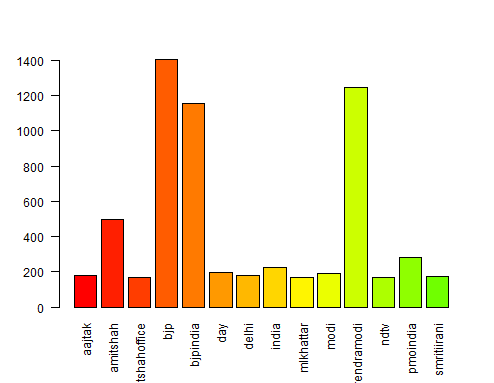 1400
1200
1000
800
600
400
200
0
aajtak
amitshah
tshahoffice
bjp
bjpindia
day
delhi
india
mlkhattar
modi
rendramodi
ndtv
pmoindia
smritiirani